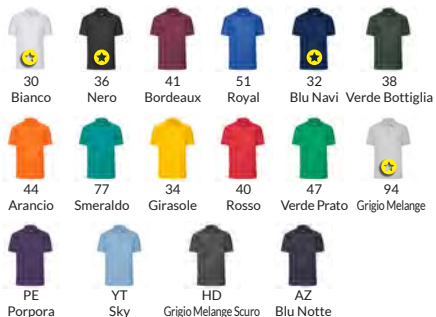 30 36 41 51 32 38
Bianco Nero Bordeaux Royal Blu Navi Verde Bottiglia
44 77 34 40 47 94
Arancio Smeraldo Girasole Rosso Verde Prato Grigio Melange
PE YT HD AZ
Porpora Sky Grigio Melange Scuro Blu Notte